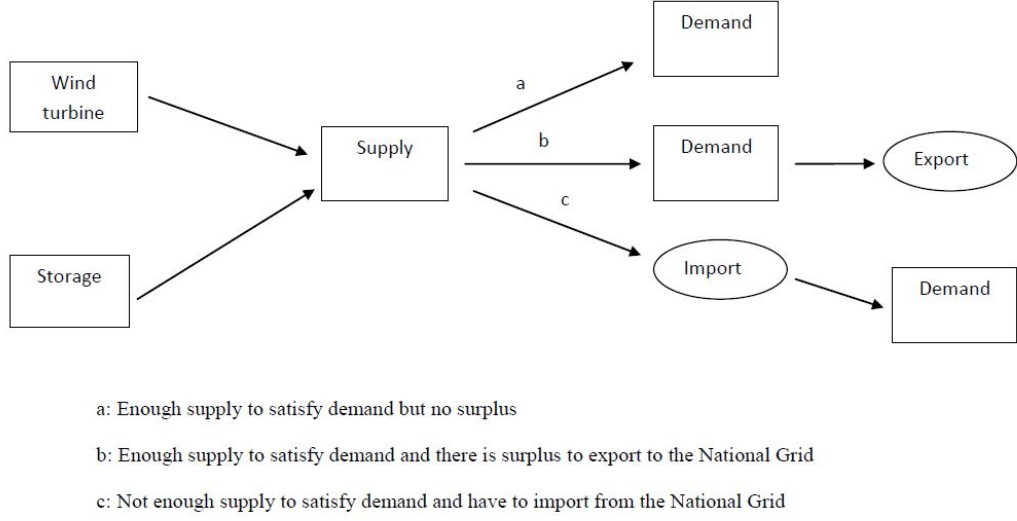 Demand
Wind
turbine
a
Supply
b
Demand
Export
c
Storage
Import
Demand
a: Enough supply to satisfy demand but no surplus
b: Enough supply to satisfy demand and there is surplus to export to the National Grid
c: Not enough supply to satisfy demand and have to import from the National Grid